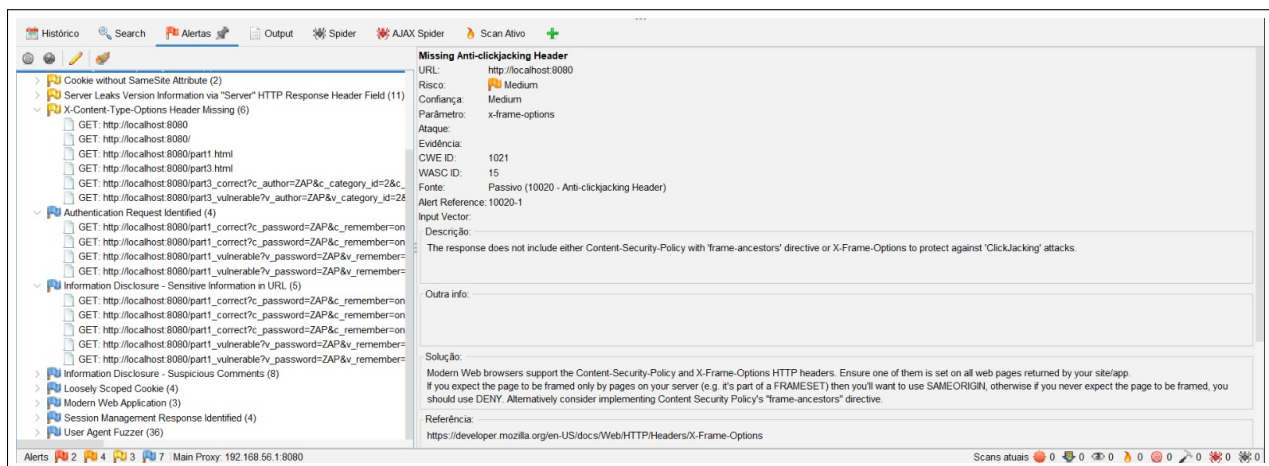 Histórico Search Alertas Output Spider AJAX Spider Scan Ativo
Cookie without SameSite Attribute (2)
Server Leaks Version Information via "Server" HTTP Response Header Field (11)
X-Content-Type-Options Header Missing (6)
GET: http://localhost:8080
GET: http://localhost:8080/
GET: http://localhost:8080/part1.html
GET: http://localhost:8080/part3.html
GET: http://localhost:8080/part3_correct?c_author=ZAP&c_category_id=2&c_
GET: http://localhost:8080/part3_vulnerable?v_author=ZAP&v_category_id=2&
Authentication Request Identified (4)
GET: http://localhost:8080/part1_correct?c_password=ZAP&c_remember=on
GET: http://localhost:8080/part1_correct?c_password=ZAP&c_remember=on
GET: http://localhost:8080/part1_vulnerable?v_password=ZAP&v_remember=
GET: http://localhost:8080/part1_vulnerable?v_password=ZAP&v_remember=
Information Disclosure - Sensitive Information in URL (5)
GET: http://localhost:8080/part1_correct?c_password=ZAP&c_remember=on
GET: http://localhost:8080/part1_correct?c_password=ZAP&c_remember=on
GET: http://localhost:8080/part1_correct?c_password=ZAP&c_remember=on
GET: http://localhost:8080/part1_vulnerable?v_password=ZAP&v_remember=
GET: http://localhost:8080/part1_vulnerable?v_password=ZAP&v_remember=
Information Disclosure - Suspicious Comments (8)
Loosely Scoped Cookie (4)
Modern Web Application (3)
Session Management Response Identified (4)
User Agent Fuzzer (36)
Missing Anti-clickjacking Header
URL: http://localhost:8080
Risco: Medium
Confiança: Medium
Parâmetro: x-frame-options
Ataque:
Evidência:
CWE ID: 1021
WASC ID: 15
Fonte: Passivo (10020 - Anti-clickjacking Header)
Alert Reference: 10020-1
Input Vector:
Descrição:
The response does not include either Content-Security-Policy with 'frame-ancestors' directive or X-Frame-Options to protect against 'ClickJacking' attacks.
Outra info:
Solução:
Modern Web browsers support the Content-Security-Policy and X-Frame-Options HTTP headers. Ensure one of them is set on all web pages returned by your site/app.
If you expect the page to be framed only by pages on your server (e.g. it's part of a FRAMESET) then you'll want to use SAMEORIGIN, otherwise if you never expect the page to be framed, you
should use DENY. Alternatively consider implementing Content Security Policy's "frame-ancestors" directive.
Referência:
https://developer.mozilla.org/en-US/docs/Web/HTTP/Headers/X-Frame-Options
Alerts 2 4 3 7 Main Proxy: 192.168.56.1:8080 Scans atuais 0 0 0 0 0 0 0 0